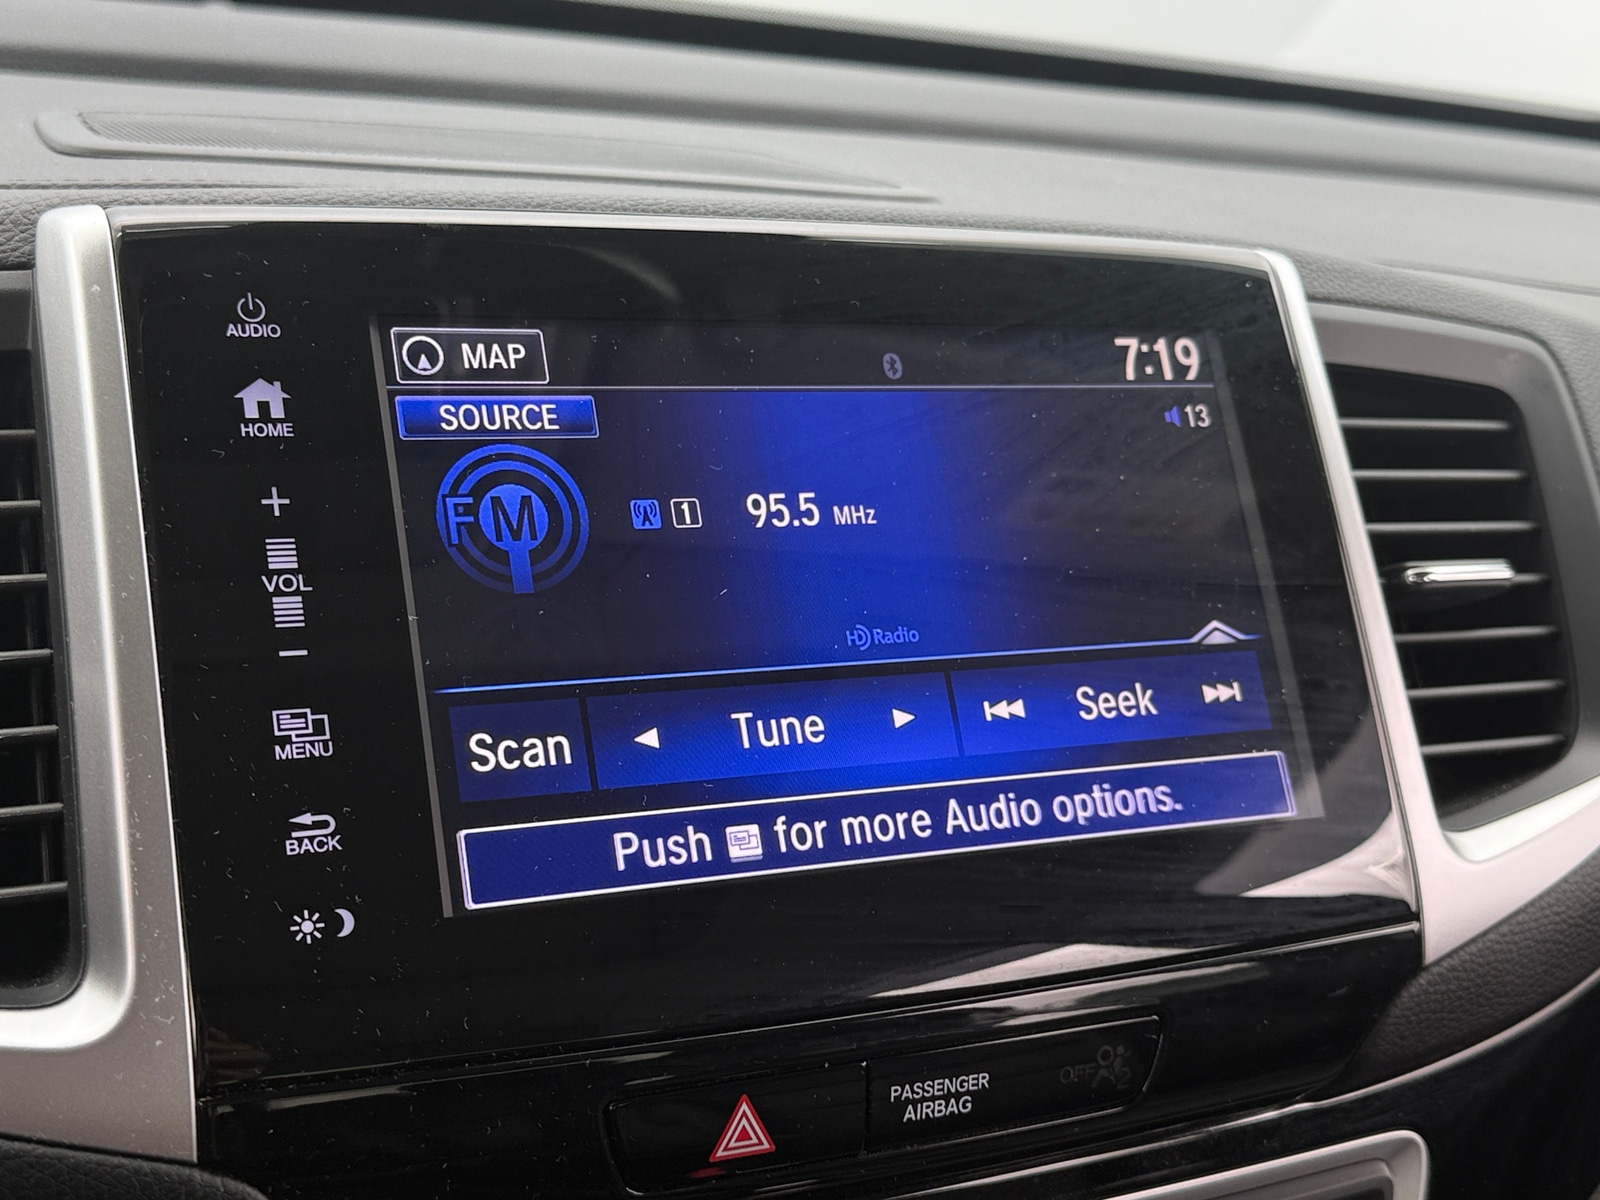 AUDIO
MAP
7:19
HOME
SOURCE
13
FM
1 95.5 MHz
VOL
HD Radio
MENU
Scan Tune Seek
BACK
Push for more Audio options.
PASSENGER
AIRBAG
OFF 2